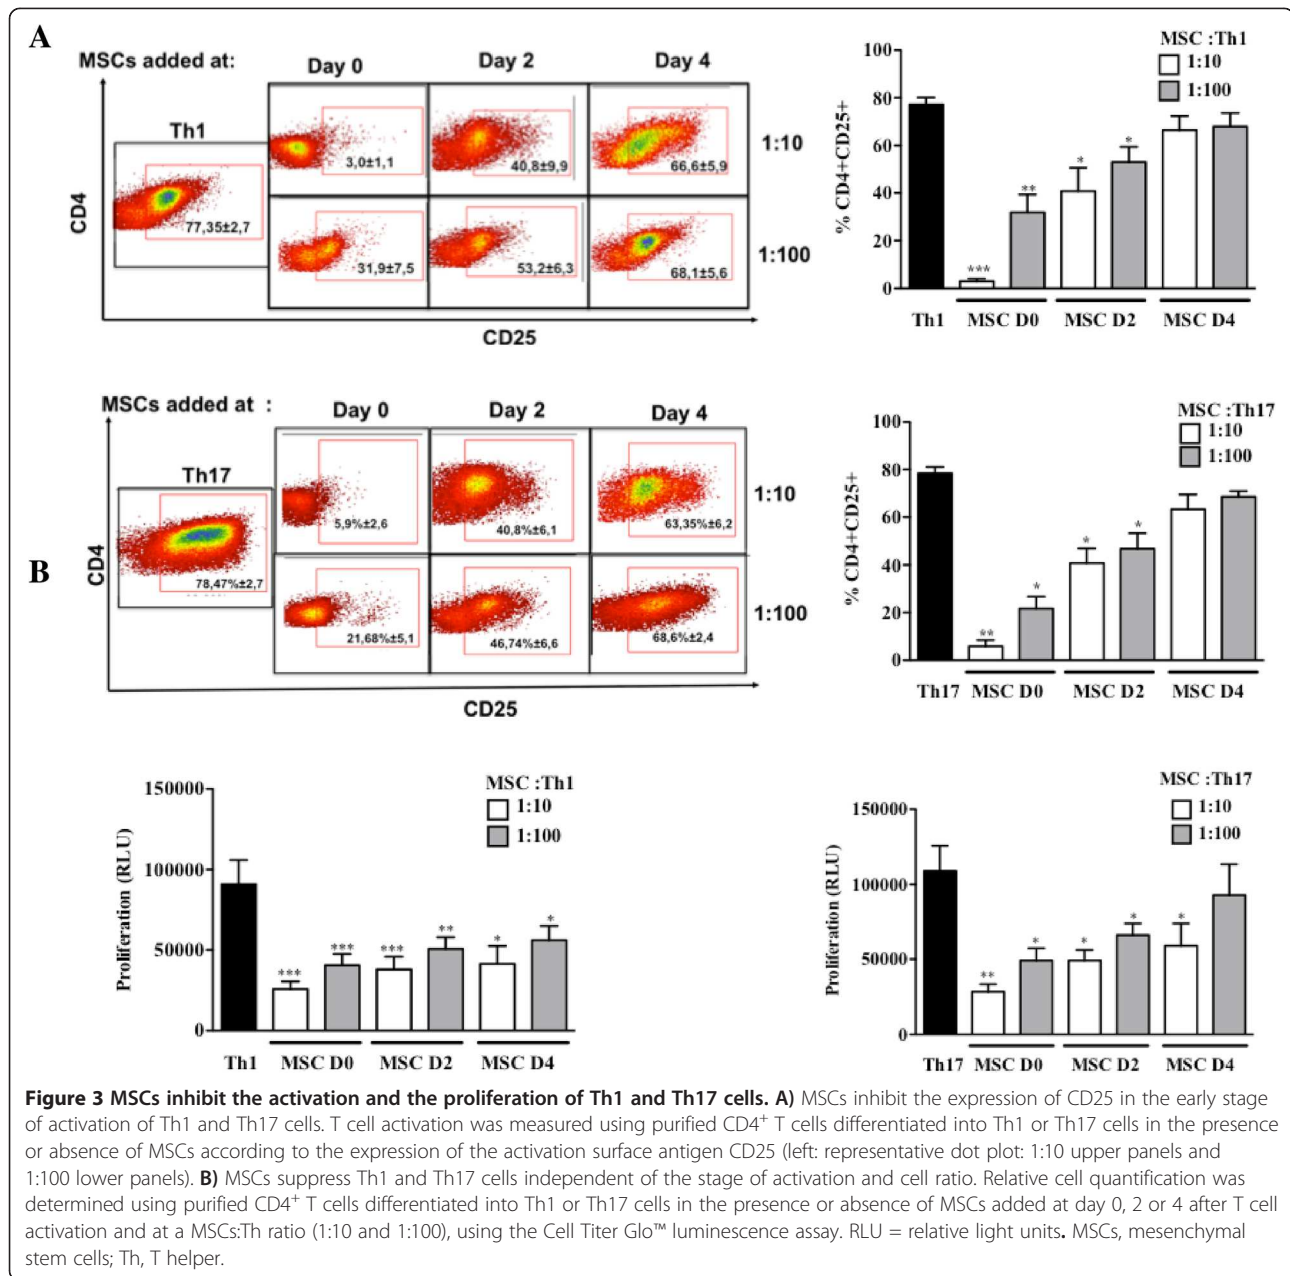 A
MSCs added at:
Day 0
Day 2
Day 4
Th1
77,35±2,7
3,0±1,1
40,8±9,9
66,6±5,9
1:10
31,9±7,5
53,2±6,3
68,1±5,6
1:100
CD4
CD25
MSC :Th1
1:10
1:100
% CD4+CD25+
100
80
60
40
20
0
***
**
*
*
Th1
MSC D0
MSC D2
MSC D4
MSCs added at :
Day 0
Day 2
Day 4
Th17
78,47%±2,7
5,9%±2,6
40,8%±6,1
63,35%±6,2
1:10
B
21,68%±5,1
46,74%±6,6
68,6%±2,4
1:100
CD4
CD25
MSC :Th17
1:10
1:100
% CD4+CD25+
100
80
60
40
20
0
**
*
*
*
Th17
MSC D0
MSC D2
MSC D4
MSC :Th1
1:10
1:100
Proliferation (RLU)
150000
100000
50000
0
***
***
***
**
*
*
Th1
MSC D0
MSC D2
MSC D4
MSC :Th17
1:10
1:100
Proliferation (RLU)
150000
100000
50000
0
**
*
*
*
*
Th17
MSC D0
MSC D2
MSC D4
Figure 3 MSCs inhibit the activation and the proliferation of Th1 and Th17 cells. A) MSCs inhibit the expression of CD25 in the early stage
of activation of Th1 and Th17 cells. T cell activation was measured using purified CD4+ T cells differentiated into Th1 or Th17 cells in the presence
or absence of MSCs according to the expression of the activation surface antigen CD25 (left: representative dot plot: 1:10 upper panels and
1:100 lower panels). B) MSCs suppress Th1 and Th17 cells independent of the stage of activation and cell ratio. Relative cell quantification was
determined using purified CD4+ T cells differentiated into Th1 or Th17 cells in the presence or absence of MSCs added at day 0, 2 or 4 after T cell
activation and at a MSCs:Th ratio (1:10 and 1:100), using the Cell Titer Glo™ luminescence assay. RLU = relative light units. MSCs, mesenchymal
stem cells; Th, T helper.